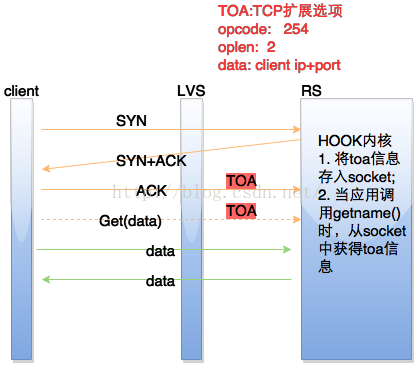 TOA:TCP扩展选项
opcode: 254
oplen: 2
data: client ip+port
client
LVS
RS
SYN
SYN+ACK
ACK
TOA
Get(data)
TOA
data
data
HOOK内核
1. 将toa信息
存入socket;
2. 当应用调
用getname()
时，从socket
中获得toa信
息
http://blog.csdn.net/